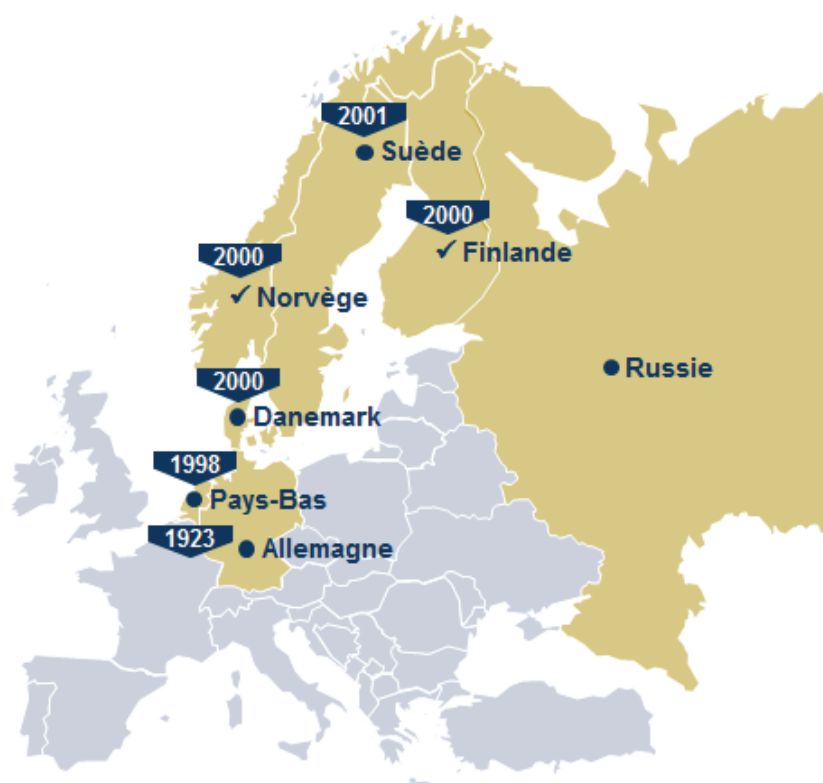 2001
Suède
2000
✓ Finlande
2000
✓ Norvège
Russie
2000
Danemark
1998
Pays-Bas
1923
Allemagne